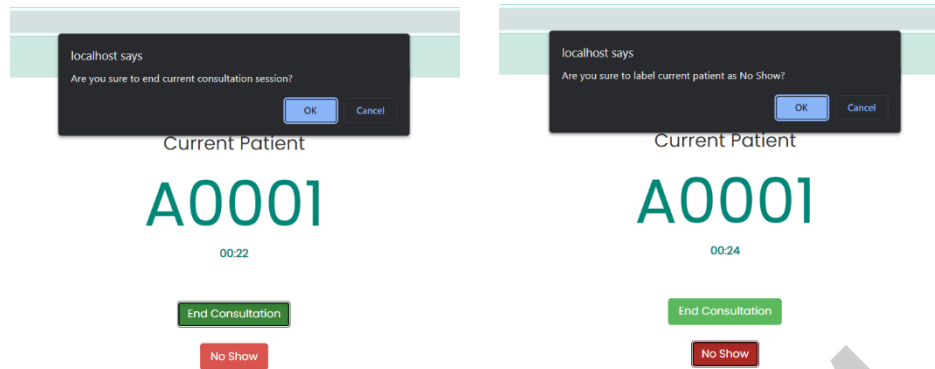 localhost says
Are you sure to end current consultation session?
OK Cancel
Current Patient
A0001
00:22
End Consultation
No Show
localhost says
Are you sure to label current patient as No Show?
OK Cancel
Current Patient
A0001
00:24
End Consultation
No Show